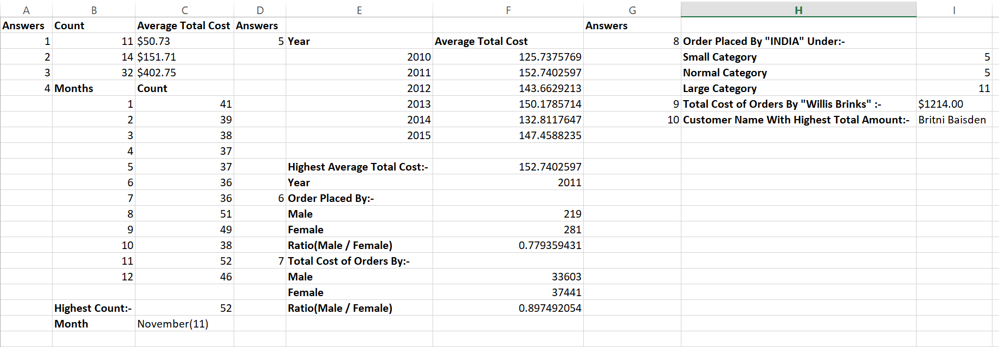 A B C D E F G H I
Answers Count Average Total Cost Answers Answers
1 11 $50.73 5 Year Average Total Cost 8 Order Placed By "INDIA" Under:-
2 14 $151.71 2010 125.7375769 Small Category 5
3 32 $402.75 2011 152.7402597 Normal Category 5
4 Months Count 2012 143.6629213 Large Category 11
1 41 2013 150.1785714 9 Total Cost of Orders By "Willis Brinks" :- $1214.00
2 39 2014 132.8117647 10 Customer Name With Highest Total Amount:- Britni Baisden
3 38 2015 147.4588235
4 37
5 37 Highest Average Total Cost:- 152.7402597
6 36 Year 2011
7 36 6 Order Placed By:-
8 51 Male 219
9 49 Female 281
10 38 Ratio(Male / Female) 0.779359431
11 52 7 Total Cost of Orders By:-
12 46 Male 33603
Female 37441
Highest Count:- 52 Ratio(Male / Female) 0.897492054
Month November(11)